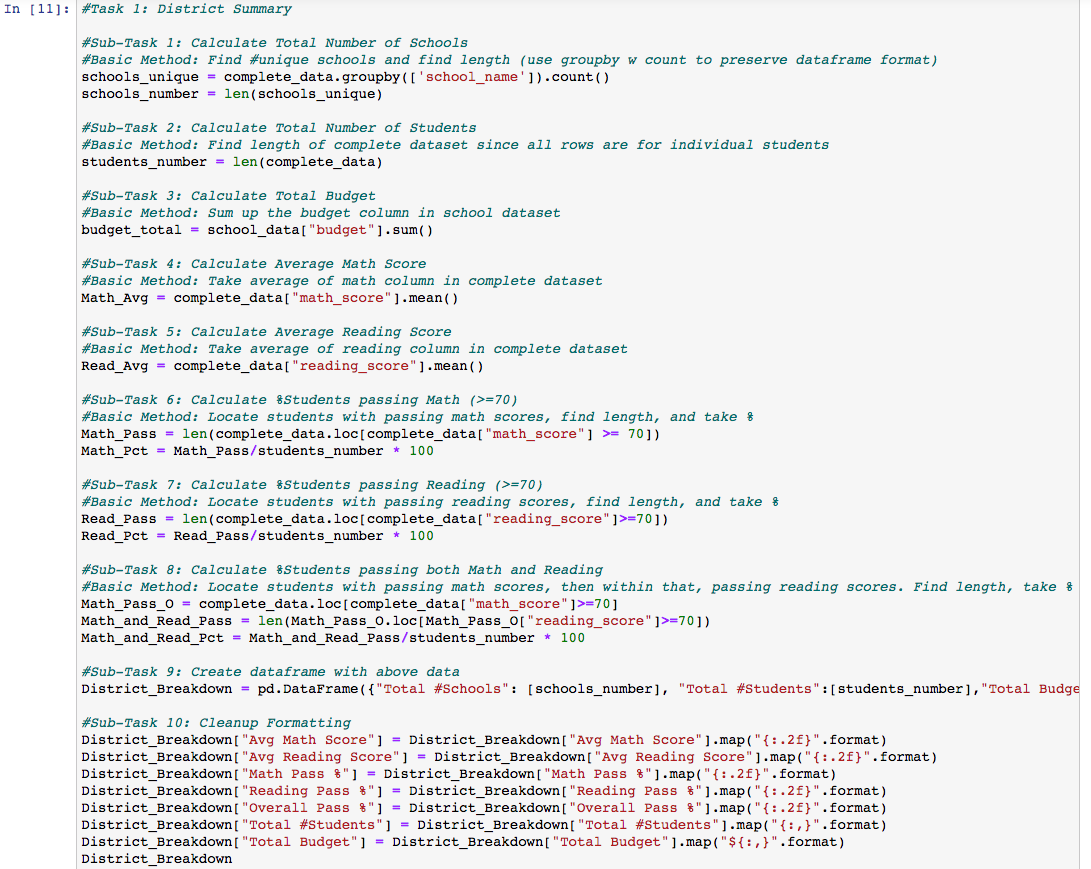 In [11]: #Task 1: District Summary
#Sub-Task 1: Calculate Total Number of Schools
#Basic Method: Find #unique schools and find length (use groupby w count to preserve dataframe format)
schools_unique = complete_data.groupby(['school_name']).count()
schools_number = len(schools_unique)
#Sub-Task 2: Calculate Total Number of Students
#Basic Method: Find length of complete dataset since all rows are for individual students
students_number = len(complete_data)
#Sub-Task 3: Calculate Total Budget
#Basic Method: Sum up the budget column in school dataset
budget_total = school_data["budget"].sum()
#Sub-Task 4: Calculate Average Math Score
#Basic Method: Take average of math column in complete dataset
Math_Avg = complete_data["math_score"].mean()
#Sub-Task 5: Calculate Average Reading Score
#Basic Method: Take average of reading column in complete dataset
Read_Avg = complete_data["reading_score"].mean()
#Sub-Task 6: Calculate %Students passing Math (>=70)
#Basic Method: Locate students with passing math scores, find length, and take %
Math_Pass = len(complete_data.loc[complete_data["math_score"] >= 70])
Math_Pct = Math_Pass/students_number * 100
#Sub-Task 7: Calculate %Students passing Reading (>=70)
#Basic Method: Locate students with passing reading scores, find length, and take %
Read_Pass = len(complete_data.loc[complete_data["reading_score"]>=70])
Read_Pct = Read_Pass/students_number * 100
#Sub-Task 8: Calculate %Students passing both Math and Reading
#Basic Method: Locate students with passing math scores, then within that, passing reading scores. Find length, take %
Math_Pass_O = complete_data.loc[complete_data["math_score"]>=70]
Math_and_Read_Pass = len(Math_Pass_O.loc[Math_Pass_O["reading_score"]>=70])
Math_and_Read_Pct = Math_and_Read_Pass/students_number * 100
#Sub-Task 9: Create dataframe with above data
District_Breakdown = pd.DataFrame({"Total #Schools": [schools_number], "Total #Students":[students_number],"Total Budge
#Sub-Task 10: Cleanup Formatting
District_Breakdown["Avg Math Score"] = District_Breakdown["Avg Math Score"].map("{:.2f}".format)
District_Breakdown["Avg Reading Score"] = District_Breakdown["Avg Reading Score"].map("{:.2f}".format)
District_Breakdown["Math Pass %"] = District_Breakdown["Math Pass %"].map("{:.2f}".format)
District_Breakdown["Reading Pass %"] = District_Breakdown["Reading Pass %"].map("{:.2f}".format)
District_Breakdown["Overall Pass %"] = District_Breakdown["Overall Pass %"].map("{:.2f}".format)
District_Breakdown["Total #Students"] = District_Breakdown["Total #Students"].map("{:,}".format)
District_Breakdown["Total Budget"] = District_Breakdown["Total Budget"].map("${:,}".format)
District_Breakdown